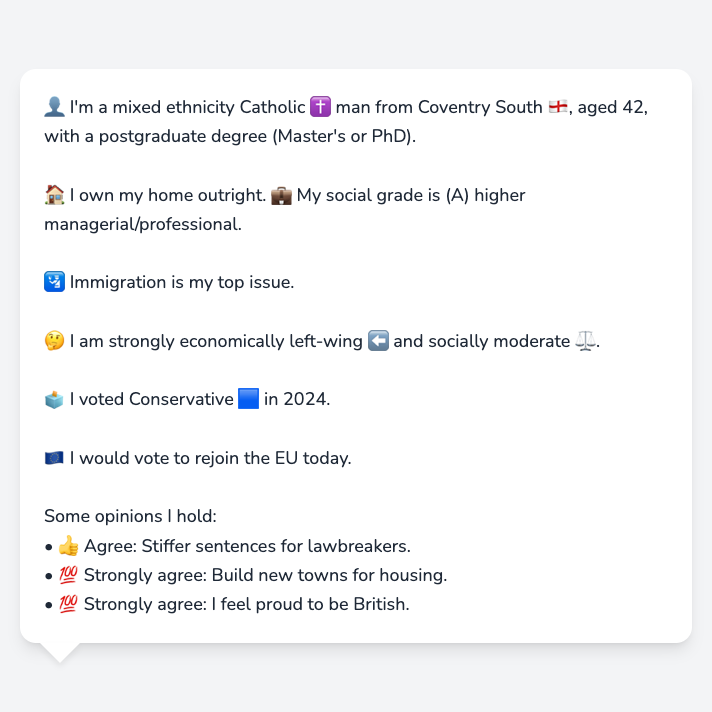 👤 I'm a mixed ethnicity Catholic ✝️ man from Coventry South 🏴󠁧󠁢󠁥󠁮󠁧󠁿, aged 42,
with a postgraduate degree (Master's or PhD).
🏠 I own my home outright. 💼 My social grade is (A) higher
managerial/professional.
🛂 Immigration is my top issue.
🤔 I am strongly economically left-wing ⬅️ and socially moderate ⚖️.
🗳️ I voted Conservative 🟦 in 2024.
🇪🇺 I would vote to rejoin the EU today.
Some opinions I hold:
• 👍 Agree: Stiffer sentences for lawbreakers.
• 💯 Strongly agree: Build new towns for housing.
• 💯 Strongly agree: I feel proud to be British.